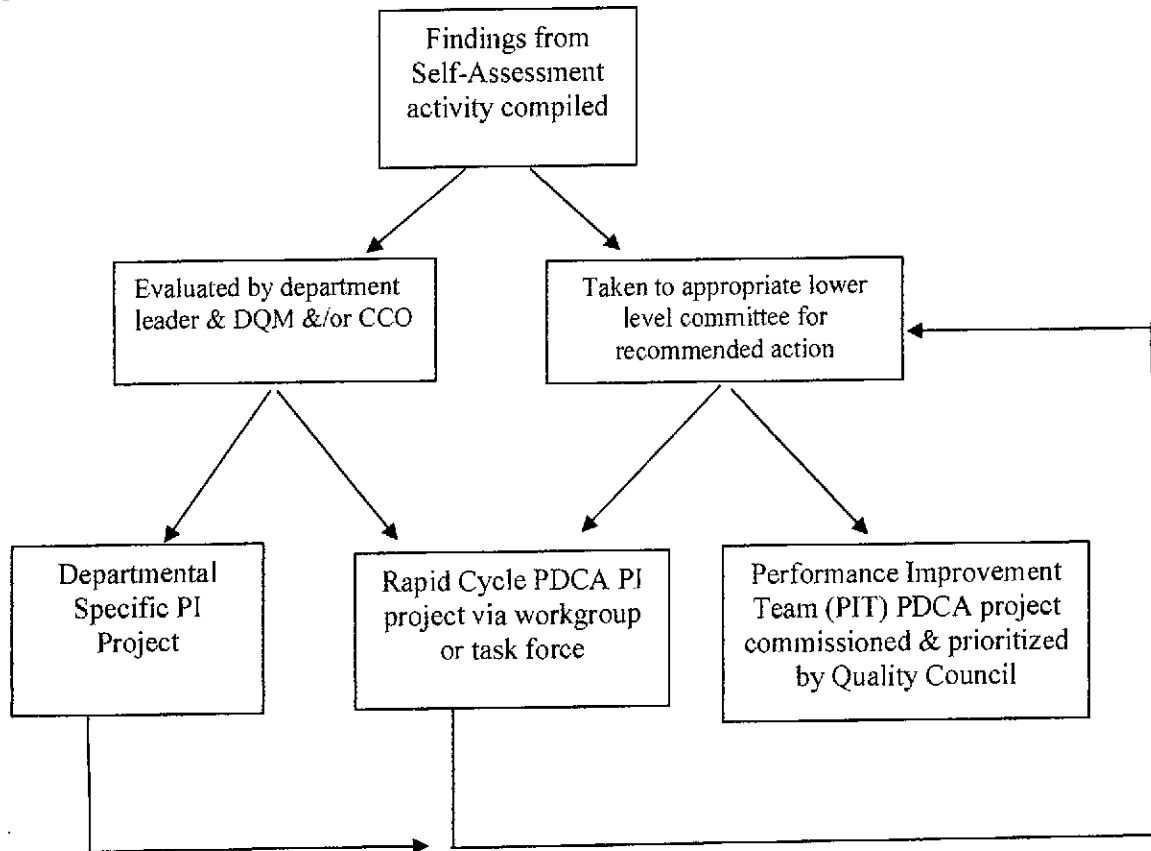 Findings from
Self-Assessment
activity compiled
Evaluated by department
leader & DQM &/or CCO
Taken to appropriate lower
level committee for
recommended action
Departmental
Specific PI
Project
Rapid Cycle PDCA PI
project via workgroup
or task force
Performance Improvement
Team (PIT) PDCA project
commissioned & prioritized
by Quality Council